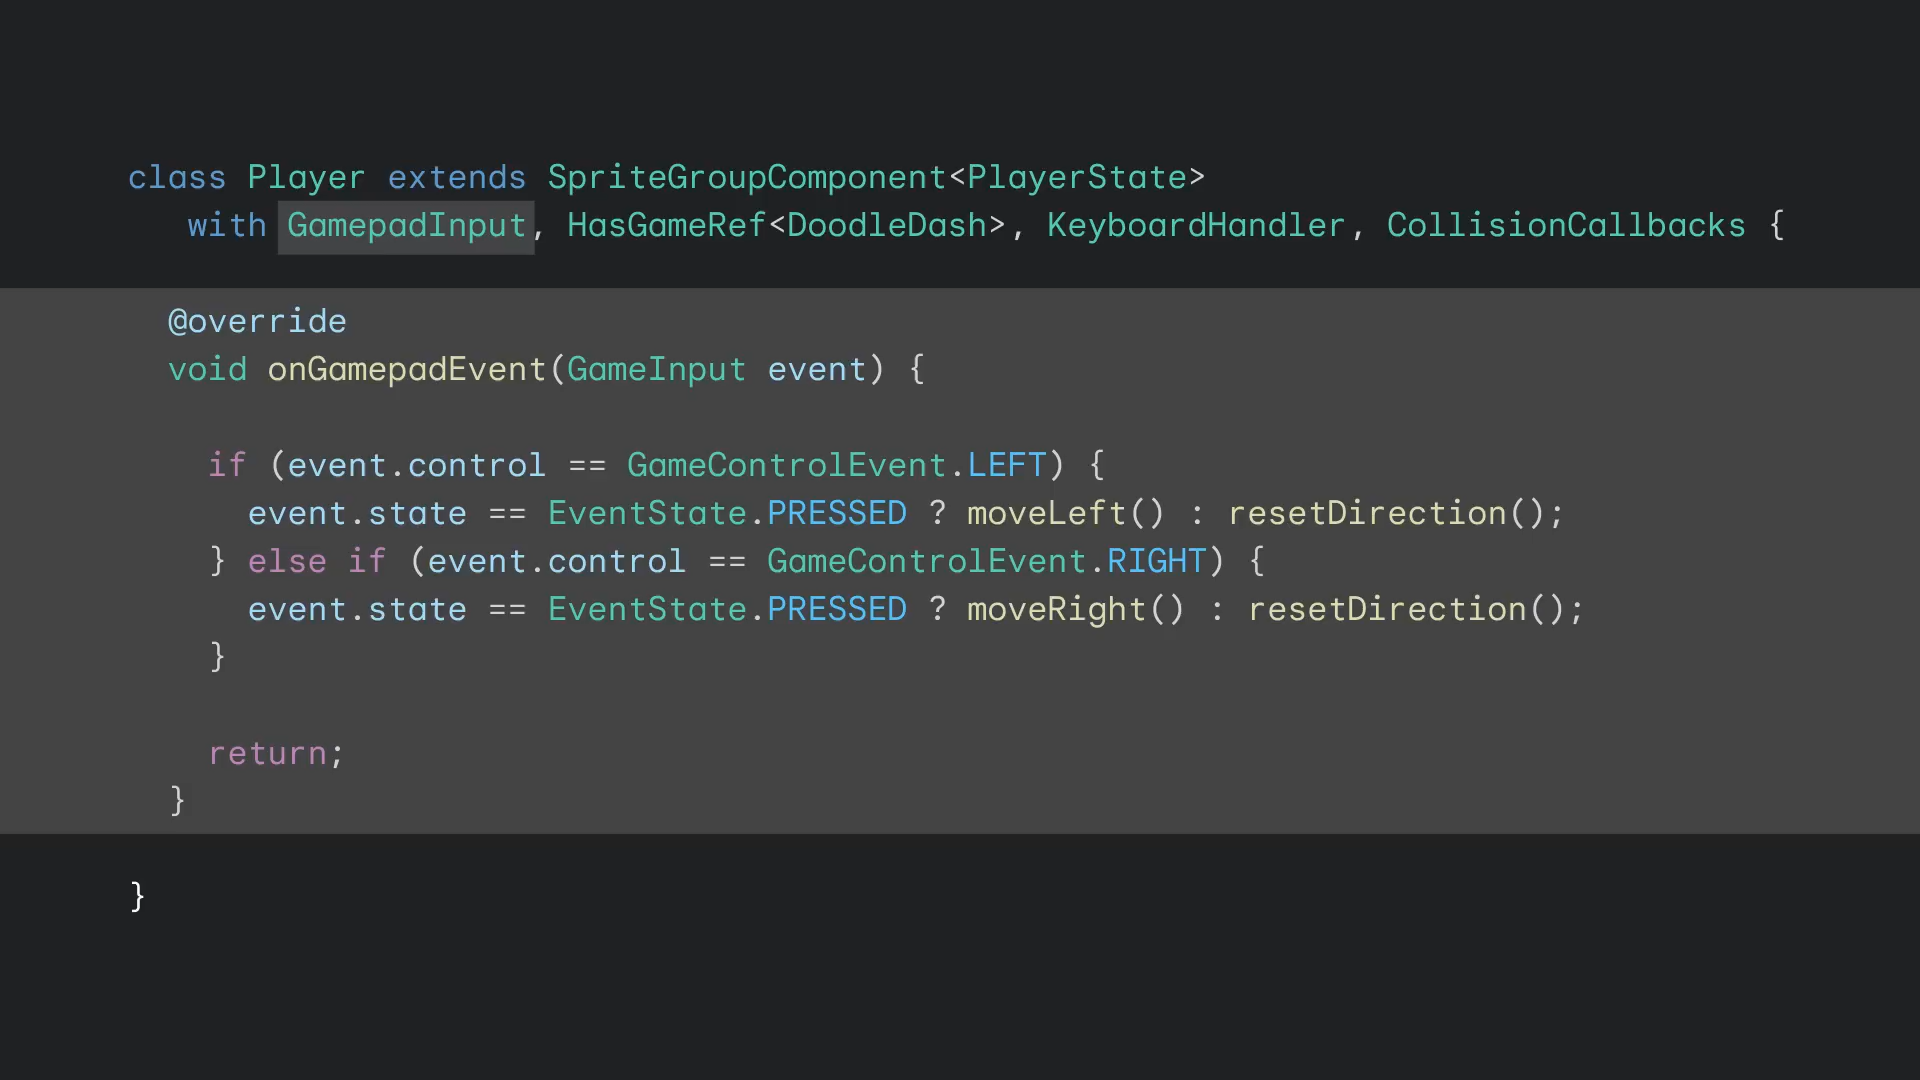 class Player extends SpriteGroupComponent<PlayerState>
with GamepadInput, HasGameRef<DoodleDash>, KeyboardHandler, CollisionCallbacks {
@override
void onGamepadEvent(GameInput event) {
if (event.control == GameControlEvent.LEFT) {
event.state == EventState.PRESSED ? moveLeft() : resetDirection();
} else if (event.control == GameControlEvent.RIGHT) {
event.state == EventState.PRESSED ? moveRight() : resetDirection();
}
return;
}
}